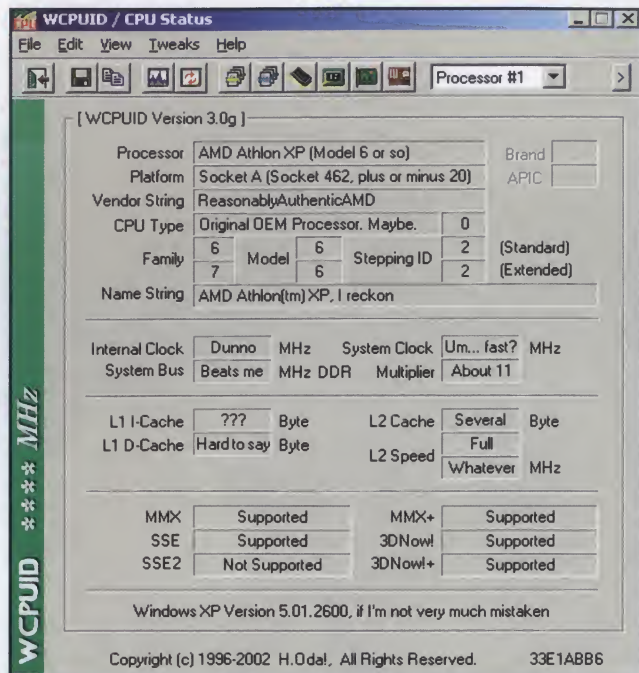 WCPUID / CPU Status
File Edit View Tweaks Help
Processor #1
[ WCPUID Version 3.0g ]
Processor AMD Athlon XP (Model 6 or so) Brand
Platform Socket A (Socket 462, plus or minus 20) APIC
Vendor String ReasonablyAuthenticAMD
CPU Type Original OEM Processor. Maybe. 0
Family 6 Model 6 Stepping ID 2 (Standard)
7 6 2 (Extended)
Name String AMD Athlon(tm) XP, I reckon
Internal Clock Dunno MHz System Clock Um... fast? MHz
System Bus Beats me MHz DDR Multiplier About 11
L1 I-Cache ??? Byte L2 Cache Several Byte
L1 D-Cache Hard to say Byte L2 Speed Full
Whatever MHz
MMX Supported MMX+ Supported
SSE Supported 3DNow! Supported
SSE2 Not Supported 3DNow!+ Supported
Windows XP Version 5.01.2600, if I'm not very much mistaken
Copyright (c) 1996-2002 H.Oda!, All Rights Reserved. 33E1ABB6
WCPUID **** MHz